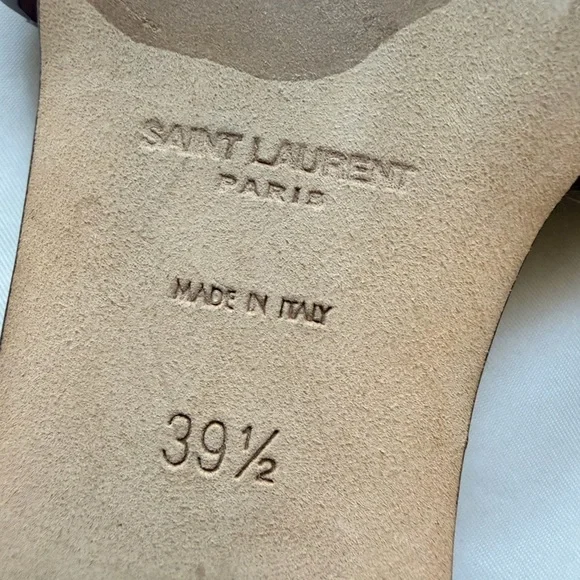 SAINT LAURENT
PARIS
MADE IN ITALY
39½